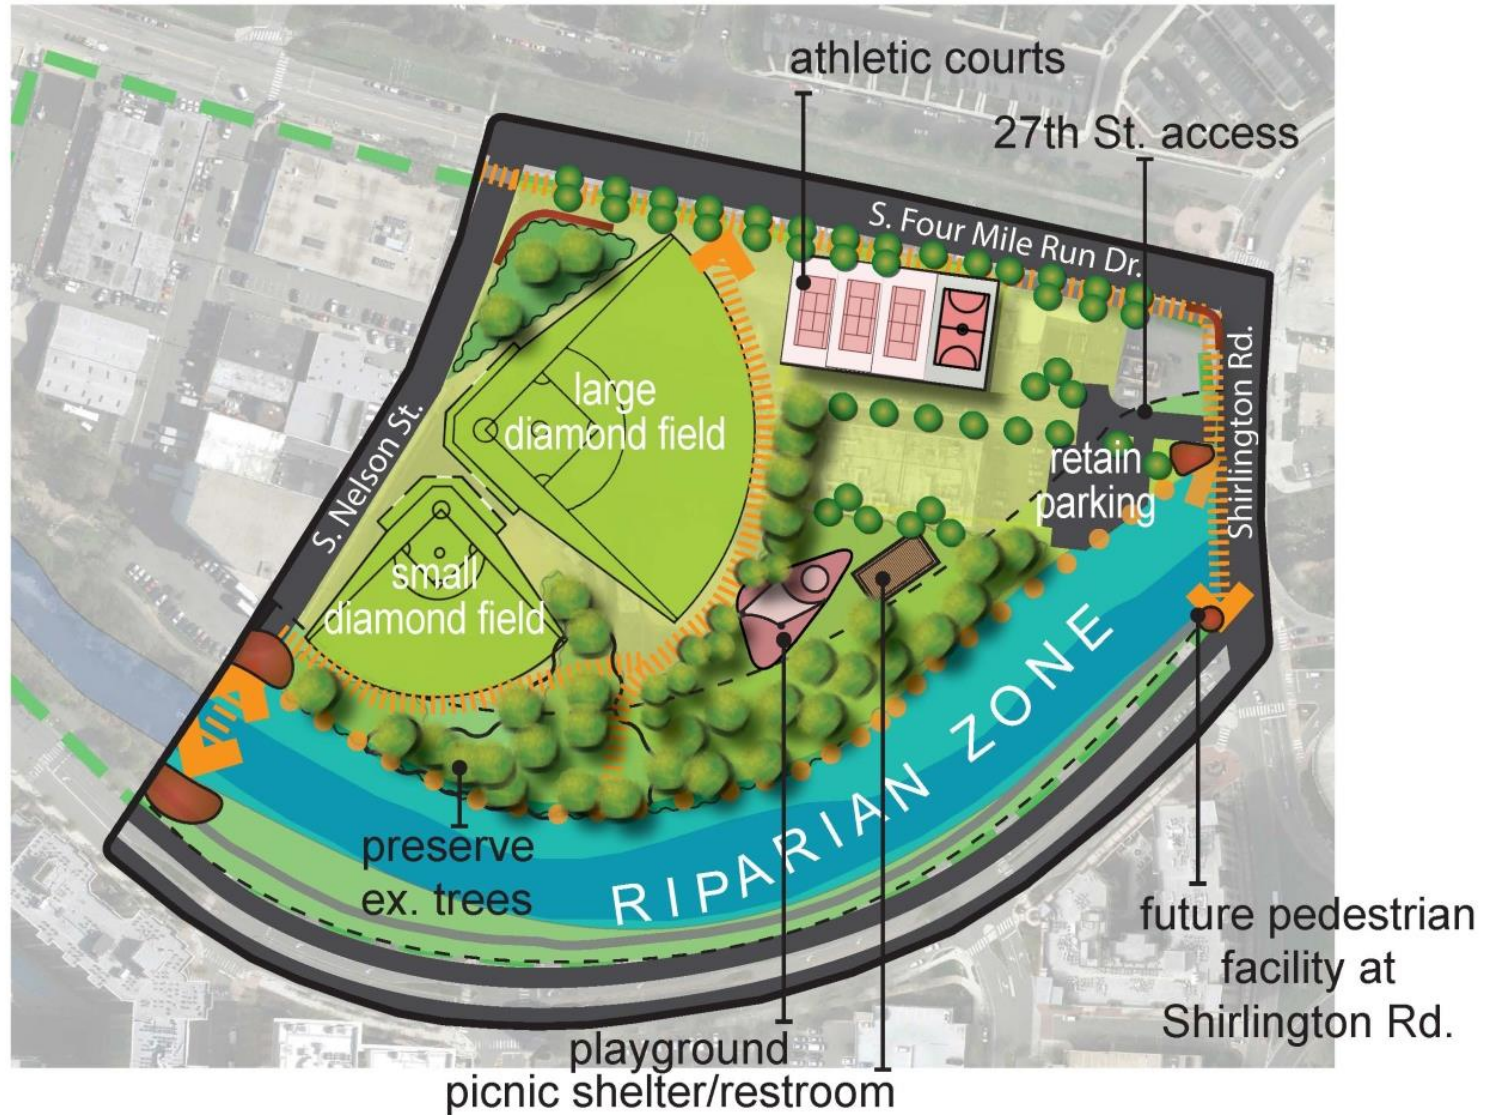 athletic courts
27th St. access
S. Four Mile Run Dr.
large
diamond field
S. Nelson St.
retain
parking
Shirlington Rd.
small
diamond field
RIPARIAN ZONE
preserve
ex. trees
future pedestrian
facility at
Shirlington Rd.
playground
picnic shelter/restroom